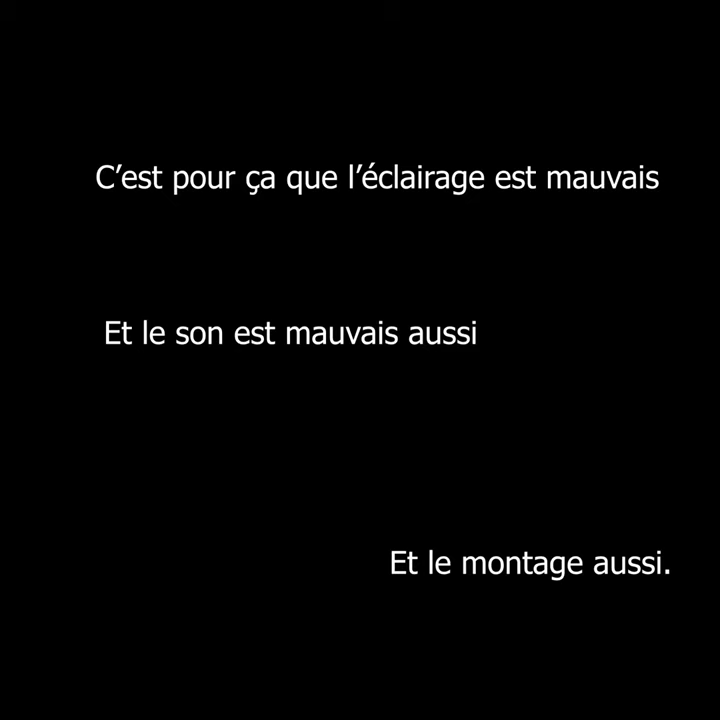 C’est pour ça que l’éclairage est mauvais
Et le son est mauvais aussi
Et le montage aussi.